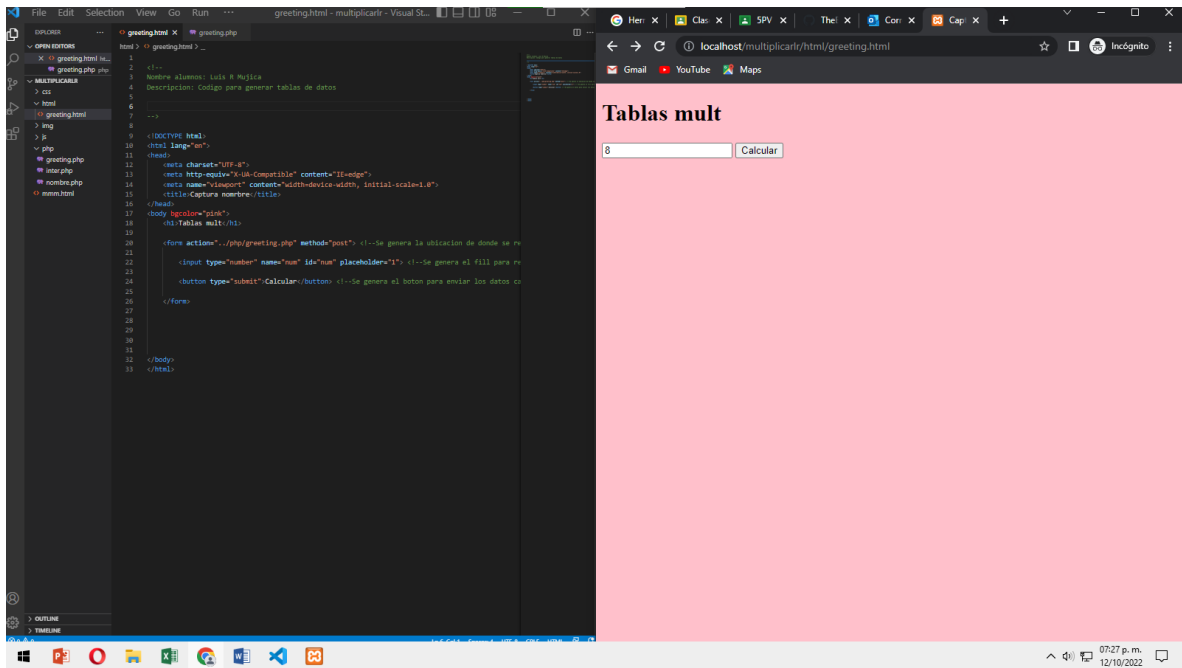 File Edit Selection View Go Run ··· greeting.html - multiplicarlr - Visual St...
EXPLORER ···
OPEN EDITORS
greeting.html
greeting.php php
MULTIPLICARLR
css
html
greeting.html
img
js
php
greeting.php
inter.php
nombre.php
mmm.html
OUTLINE
TIMELINE
greeting.html greeting.php
html > greeting.html > ...
1
2 <!--
3 Nombre alumnos: Luis R Mujica
4 Descripcion: Codigo para generar tablas de datos
5
6
7 -->
8
9 <!DOCTYPE html>
10 <html lang="en">
11 <head>
12 <meta charset="UTF-8">
13 <meta http-equiv="X-UA-Compatible" content="IE=edge">
14 <meta name="viewport" content="width=device-width, initial-scale=1.0">
15 <title>Captura nomrbre</title>
16 </head>
17 <body bgcolor="pink">
18 <h1>Tablas mult</h1>
19
20 <form action="../php/greeting.php" method="post"> <!--Se genera la ubicacion de donde se re
21
22 <input type="number" name="num" id="num" placeholder="1"> <!--Se genera el fill para re
23
24 <button type="submit">Calcular</button> <!--Se genera el boton para enviar los datos co
25
26 </form>
27
28
29
30
31
32 </body>
33 </html>
Herr Clas 5PV Thel Corr Capt
localhost/multiplicarlr/html/greeting.html Incógnito
Gmail YouTube Maps
Tablas mult
8 Calcular
07:27 p. m.
12/10/2022